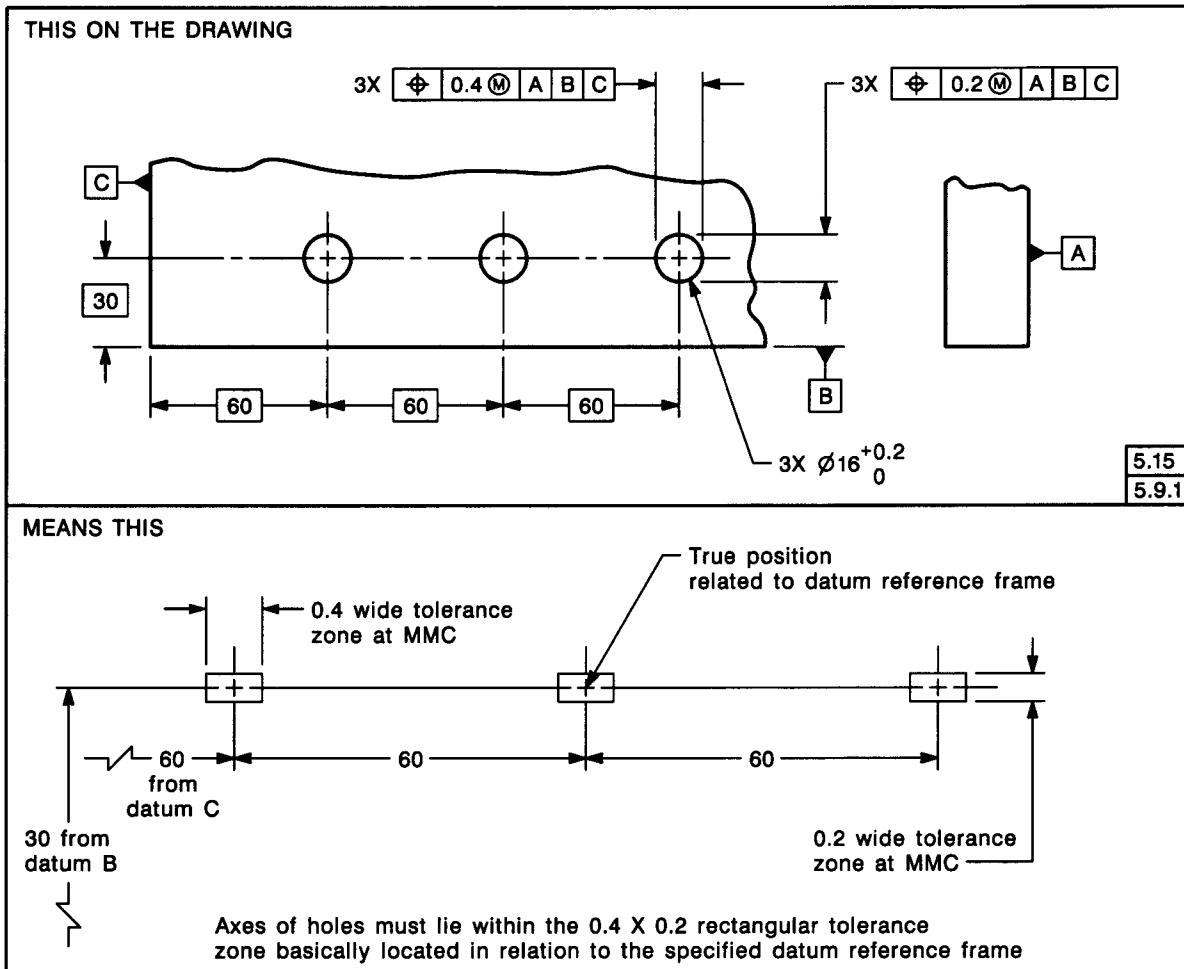 THIS ON THE DRAWING
3X ⌖ 0.4 Ⓜ A B C
3X ⌖ 0.2 Ⓜ A B C
C
A
30
60 60 60
B
3X ⌀16 +0.2
0
5.15
5.9.1
MEANS THIS
True position
related to datum reference frame
0.4 wide tolerance
zone at MMC
60 60 60
from
datum C
30 from
datum B
0.2 wide tolerance
zone at MMC
Axes of holes must lie within the 0.4 X 0.2 rectangular tolerance
zone basically located in relation to the specified datum reference frame